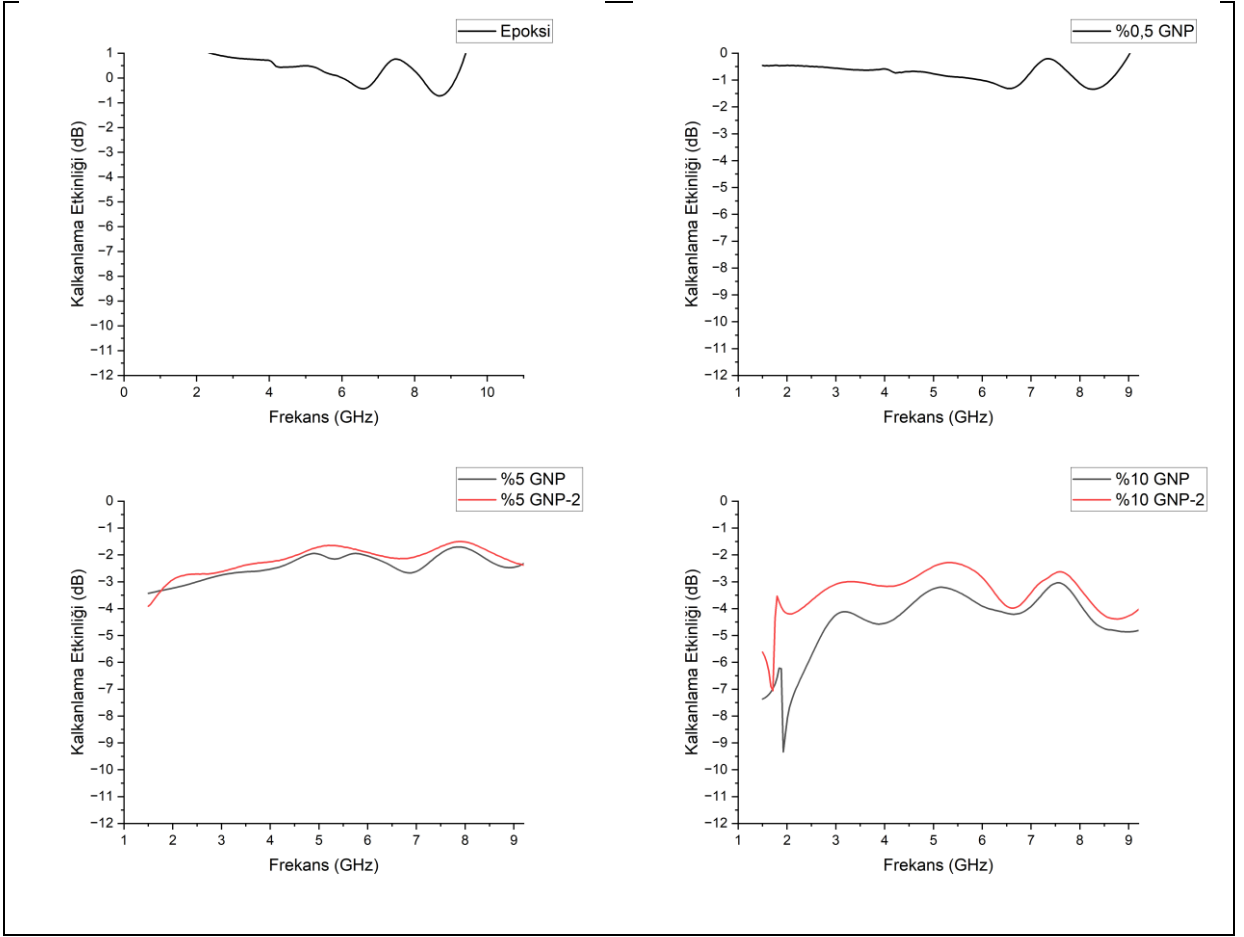 Epoksi
1
0
−1
−2
−3
−4
−5
−6
−7
−8
−9
−10
−11
−12
Kalkanlama Etkinliği (dB)
0 2 4 6 8 10
Frekans (GHz)
%0,5 GNP
0
−1
−2
−3
−4
−5
−6
−7
−8
−9
−10
−11
−12
Kalkanlama Etkinliği (dB)
1 2 3 4 5 6 7 8 9
Frekans (GHz)
%5 GNP
%5 GNP-2
0
−1
−2
−3
−4
−5
−6
−7
−8
−9
−10
−11
−12
Kalkanlama Etkinliği (dB)
1 2 3 4 5 6 7 8 9
Frekans (GHz)
%10 GNP
%10 GNP-2
0
−1
−2
−3
−4
−5
−6
−7
−8
−9
−10
−11
−12
Kalkanlama Etkinliği (dB)
1 2 3 4 5 6 7 8 9
Frekans (GHz)